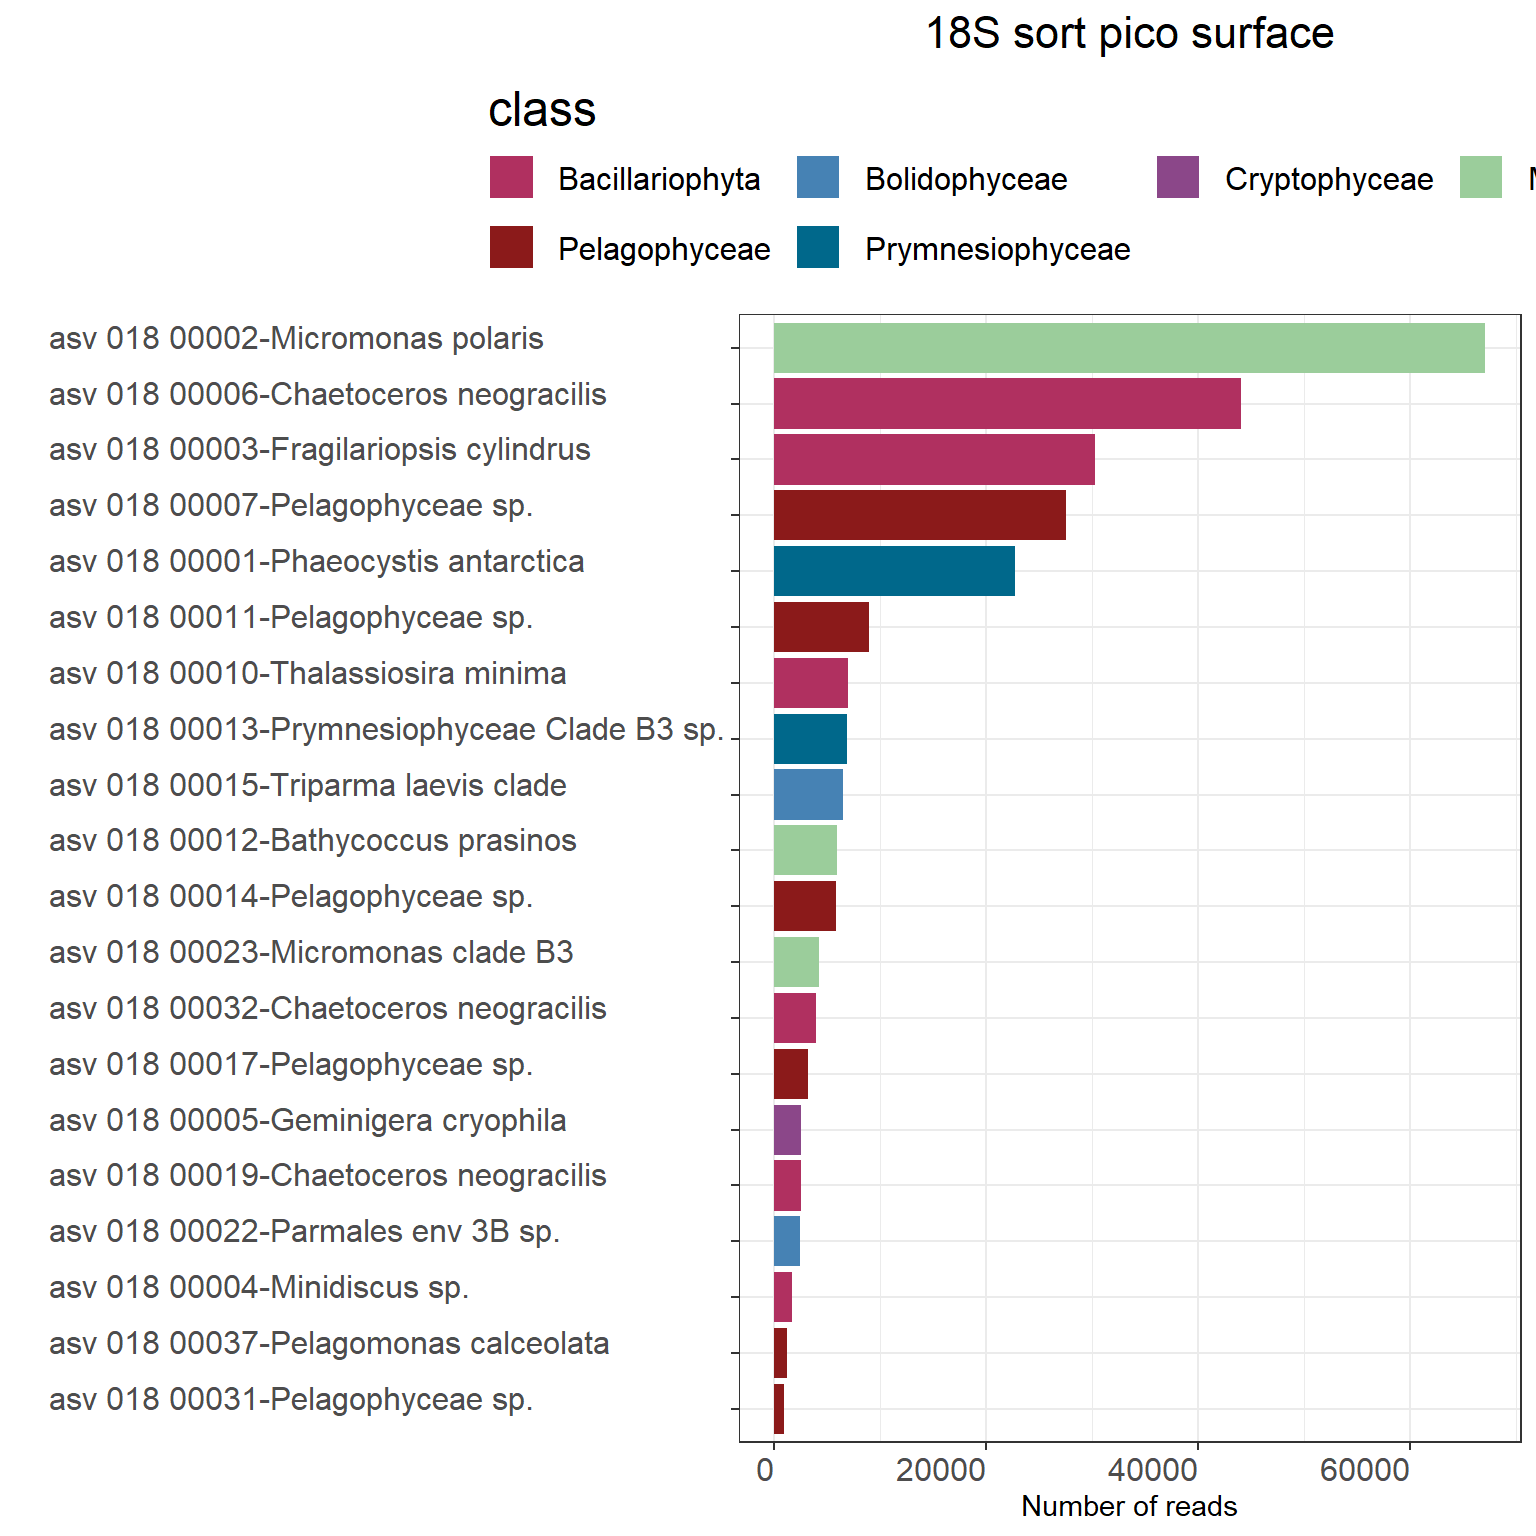 18S sort pico surface
class
Bacillariophyta Bolidophyceae Cryptophyceae
Pelagophyceae Prymnesiophyceae
asv 018 00002-Micromonas polaris
asv 018 00006-Chaetoceros neogracilis
asv 018 00003-Fragilariopsis cylindrus
asv 018 00007-Pelagophyceae sp.
asv 018 00001-Phaeocystis antarctica
asv 018 00011-Pelagophyceae sp.
asv 018 00010-Thalassiosira minima
asv 018 00013-Prymnesiophyceae Clade B3 sp.
asv 018 00015-Triparma laevis clade
asv 018 00012-Bathycoccus prasinos
asv 018 00014-Pelagophyceae sp.
asv 018 00023-Micromonas clade B3
asv 018 00032-Chaetoceros neogracilis
asv 018 00017-Pelagophyceae sp.
asv 018 00005-Geminigera cryophila
asv 018 00019-Chaetoceros neogracilis
asv 018 00022-Parmales env 3B sp.
asv 018 00004-Minidiscus sp.
asv 018 00037-Pelagomonas calceolata
asv 018 00031-Pelagophyceae sp.
0 20000 40000 60000
Number of reads